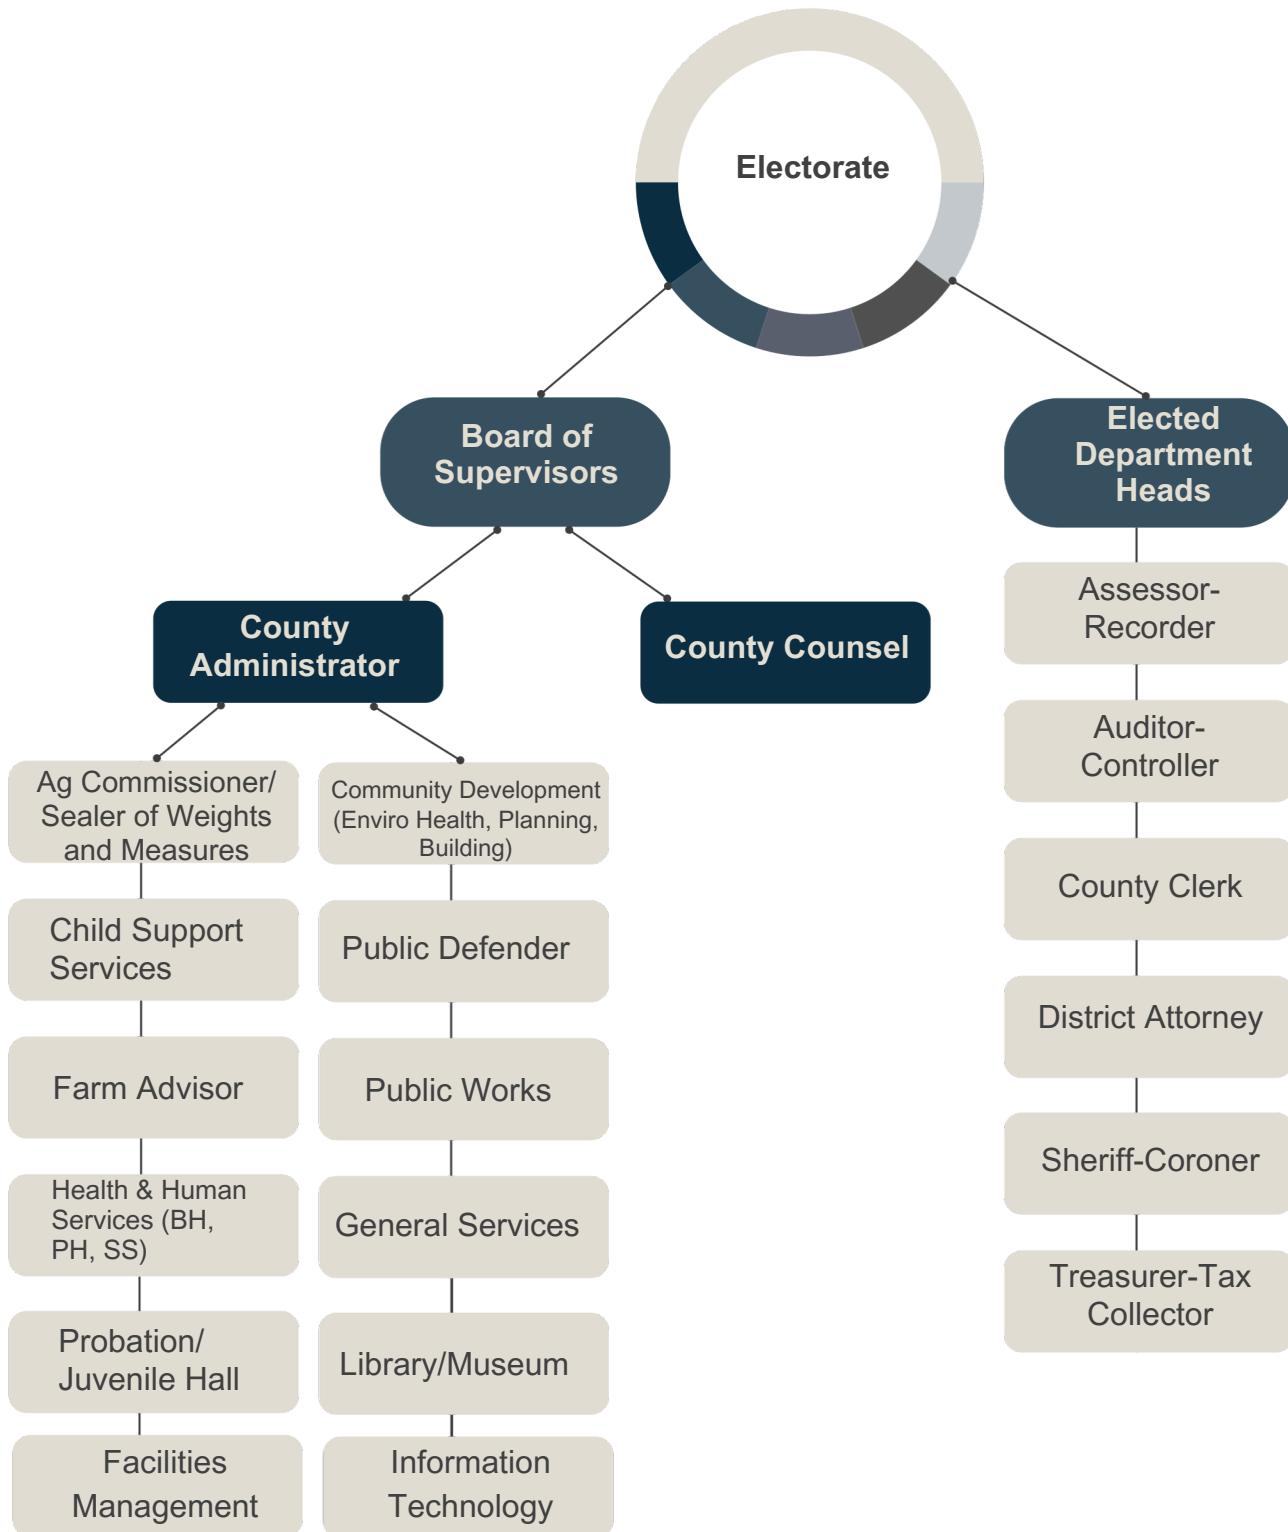 Electorate
Board of
Supervisors
Elected
Department
Heads
County
Administrator
County Counsel
Ag Commissioner/
Sealer of Weights
and Measures
Child Support
Services
Farm Advisor
Health & Human
Services (BH,
PH, SS)
Probation/
Juvenile Hall
Facilities
Management
Community Development
(Enviro Health, Planning,
Building)
Public Defender
Public Works
General Services
Library/Museum
Information
Technology
Assessor-
Recorder
Auditor-
Controller
County Clerk
District Attorney
Sheriff-Coroner
Treasurer-Tax
Collector